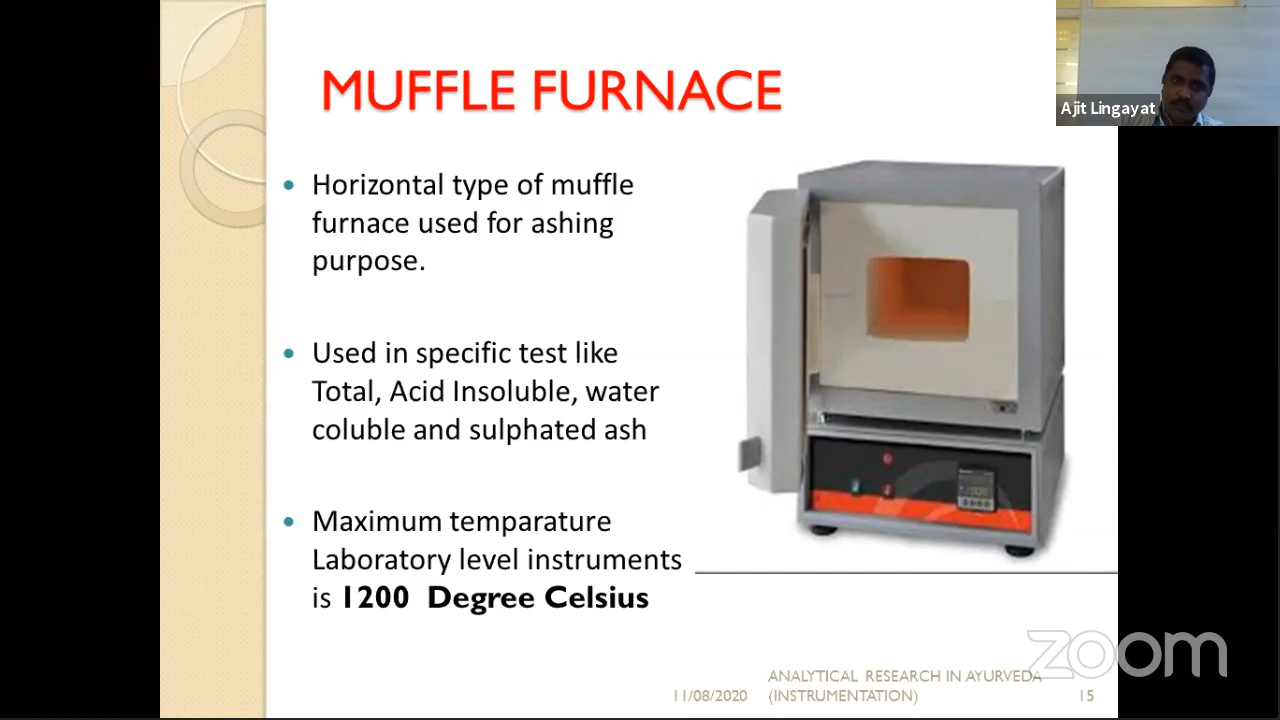 MUFFLE FURNACE
Ajit Lingayat
• Horizontal type of muffle
furnace used for ashing
purpose.
• Used in specific test like
Total, Acid Insoluble, water
coluble and sulphated ash
• Maximum temparature
Laboratory level instruments
is 1200 Degree Celsius
zoom
ANALYTICAL RESEARCH IN AYURVEDA
11/08/2020 (INSTRUMENTATION) 15